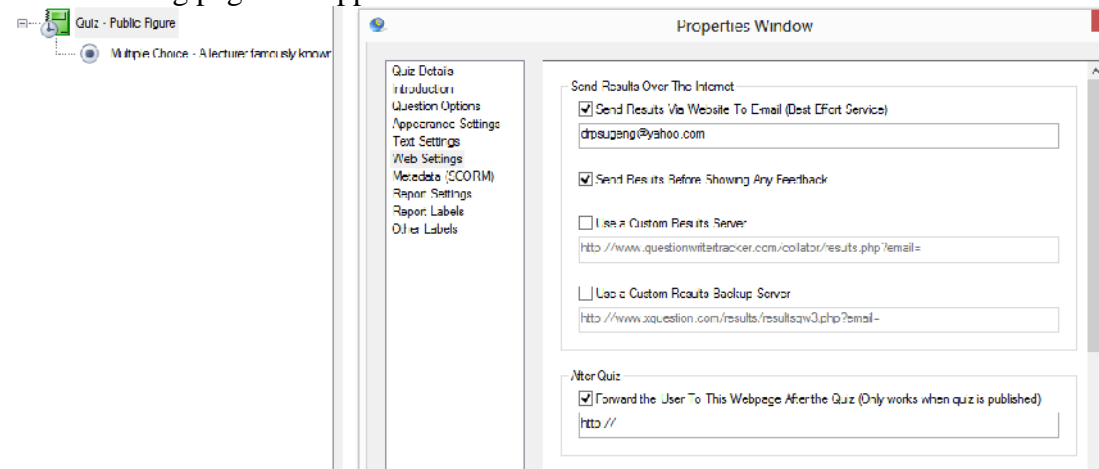 Quiz - Public Figure
Multiple Choice - A lecturer famously known
Properties Window
Quiz Details
Introduction
Question Options
Appearance Settings
Text Settings
Web Settings
Metadata (SCORM)
Report Settings
Report Labels
Other Labels
Send Results Over The Internet
Send Results Via Website To E-mail (Best Effort Service)
drpsugeng@yahoo.com
Send Results Before Showing Any Feedback
Use a Custom Results Server
http://www.questionwritertracker.com/collator/results.php?email=
Use a Custom Results Backup Server
http://www.xquestion.com/results/resultsqw3.php?email=
After Quiz
Forward the User To This Webpage After the Quiz (Only works when quiz is published)
http://